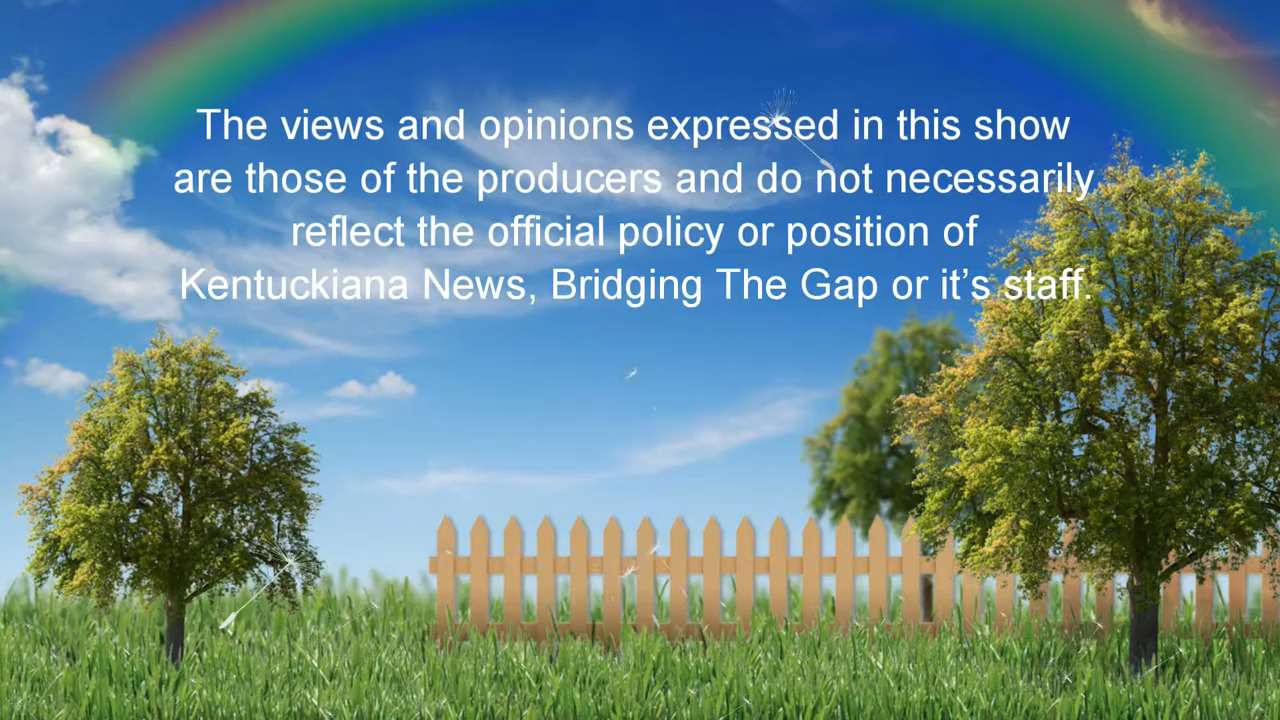 The views and opinions expressed in this show
are those of the producers and do not necessarily
reflect the official policy or position of
Kentuckiana News, Bridging The Gap or it’s staff.